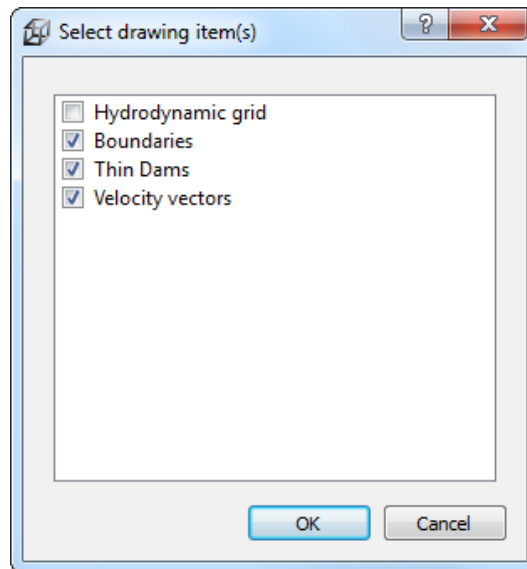 Select drawing item(s)
Hydrodynamic grid
Boundaries
Thin Dams
Velocity vectors
OK
Cancel